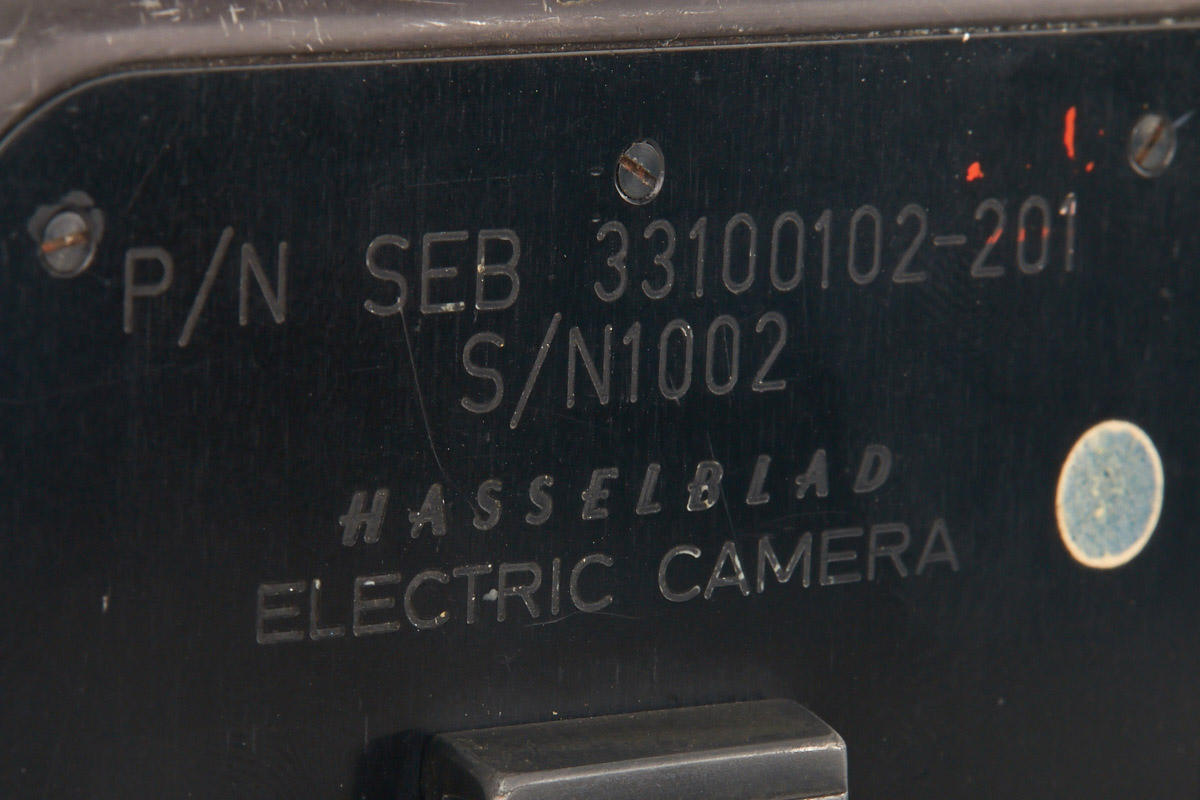 P/N SEB 33100102-201
S/N1002
HASSELBLAD
ELECTRIC CAMERA